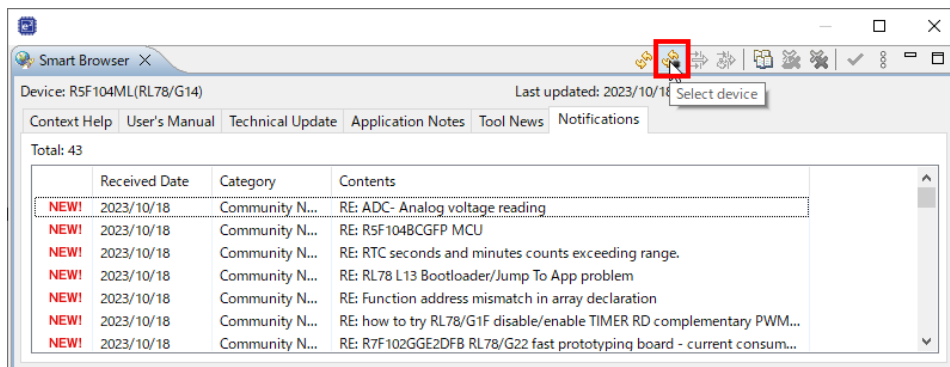 Smart Browser
Device: R5F104ML(RL78/G14) Last updated: 2023/10/18
Select device
Context Help User's Manual Technical Update Application Notes Tool News Notifications
Total: 43
Received Date Category Contents
NEW! 2023/10/18 Community N... RE: ADC- Analog voltage reading
NEW! 2023/10/18 Community N... RE: R5F104BCGFP MCU
NEW! 2023/10/18 Community N... RE: RTC seconds and minutes counts exceeding range.
NEW! 2023/10/18 Community N... RE: RL78 L13 Bootloader/Jump To App problem
NEW! 2023/10/18 Community N... RE: Function address mismatch in array declaration
NEW! 2023/10/18 Community N... RE: how to try RL78/G1F disable/enable TIMER RD complementary PWM...
NEW! 2023/10/18 Community N... RE: R7F102GGE2DFB RL78/G22 fast prototyping board - current consum...